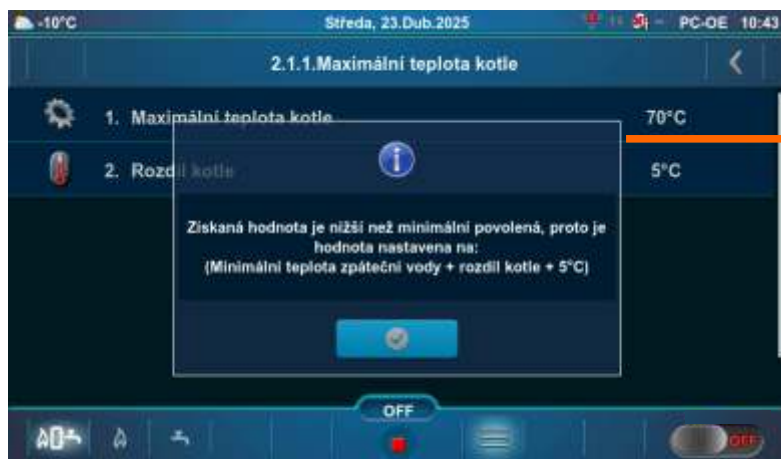 -10°C Středa, 23.Dub.2025 PC-OE 10:43
2.1.1.Maximální teplota kotle
1. Maximální teplota kotle 70°C
2. Rozdíl kotle 5°C
Získaná hodnota je nižší než minimální povolená, proto je
hodnota nastavena na:
(Minimální teplota zpáteční vody + rozdíl kotle + 5°C)
OFF
OFF